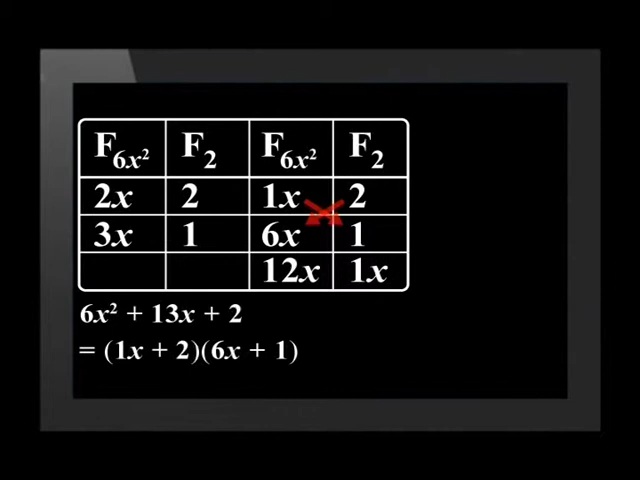 F6x² F2 F6x² F2
2x 2 1x 2
3x 1 6x 1
12x 1x
6x² + 13x + 2
= (1x + 2)(6x + 1)